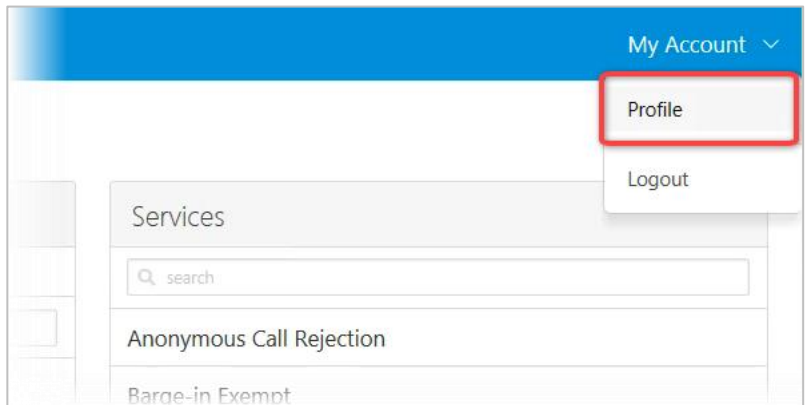 My Account
Profile
Logout
Services
search
Anonymous Call Rejection
Barge-in Exempt